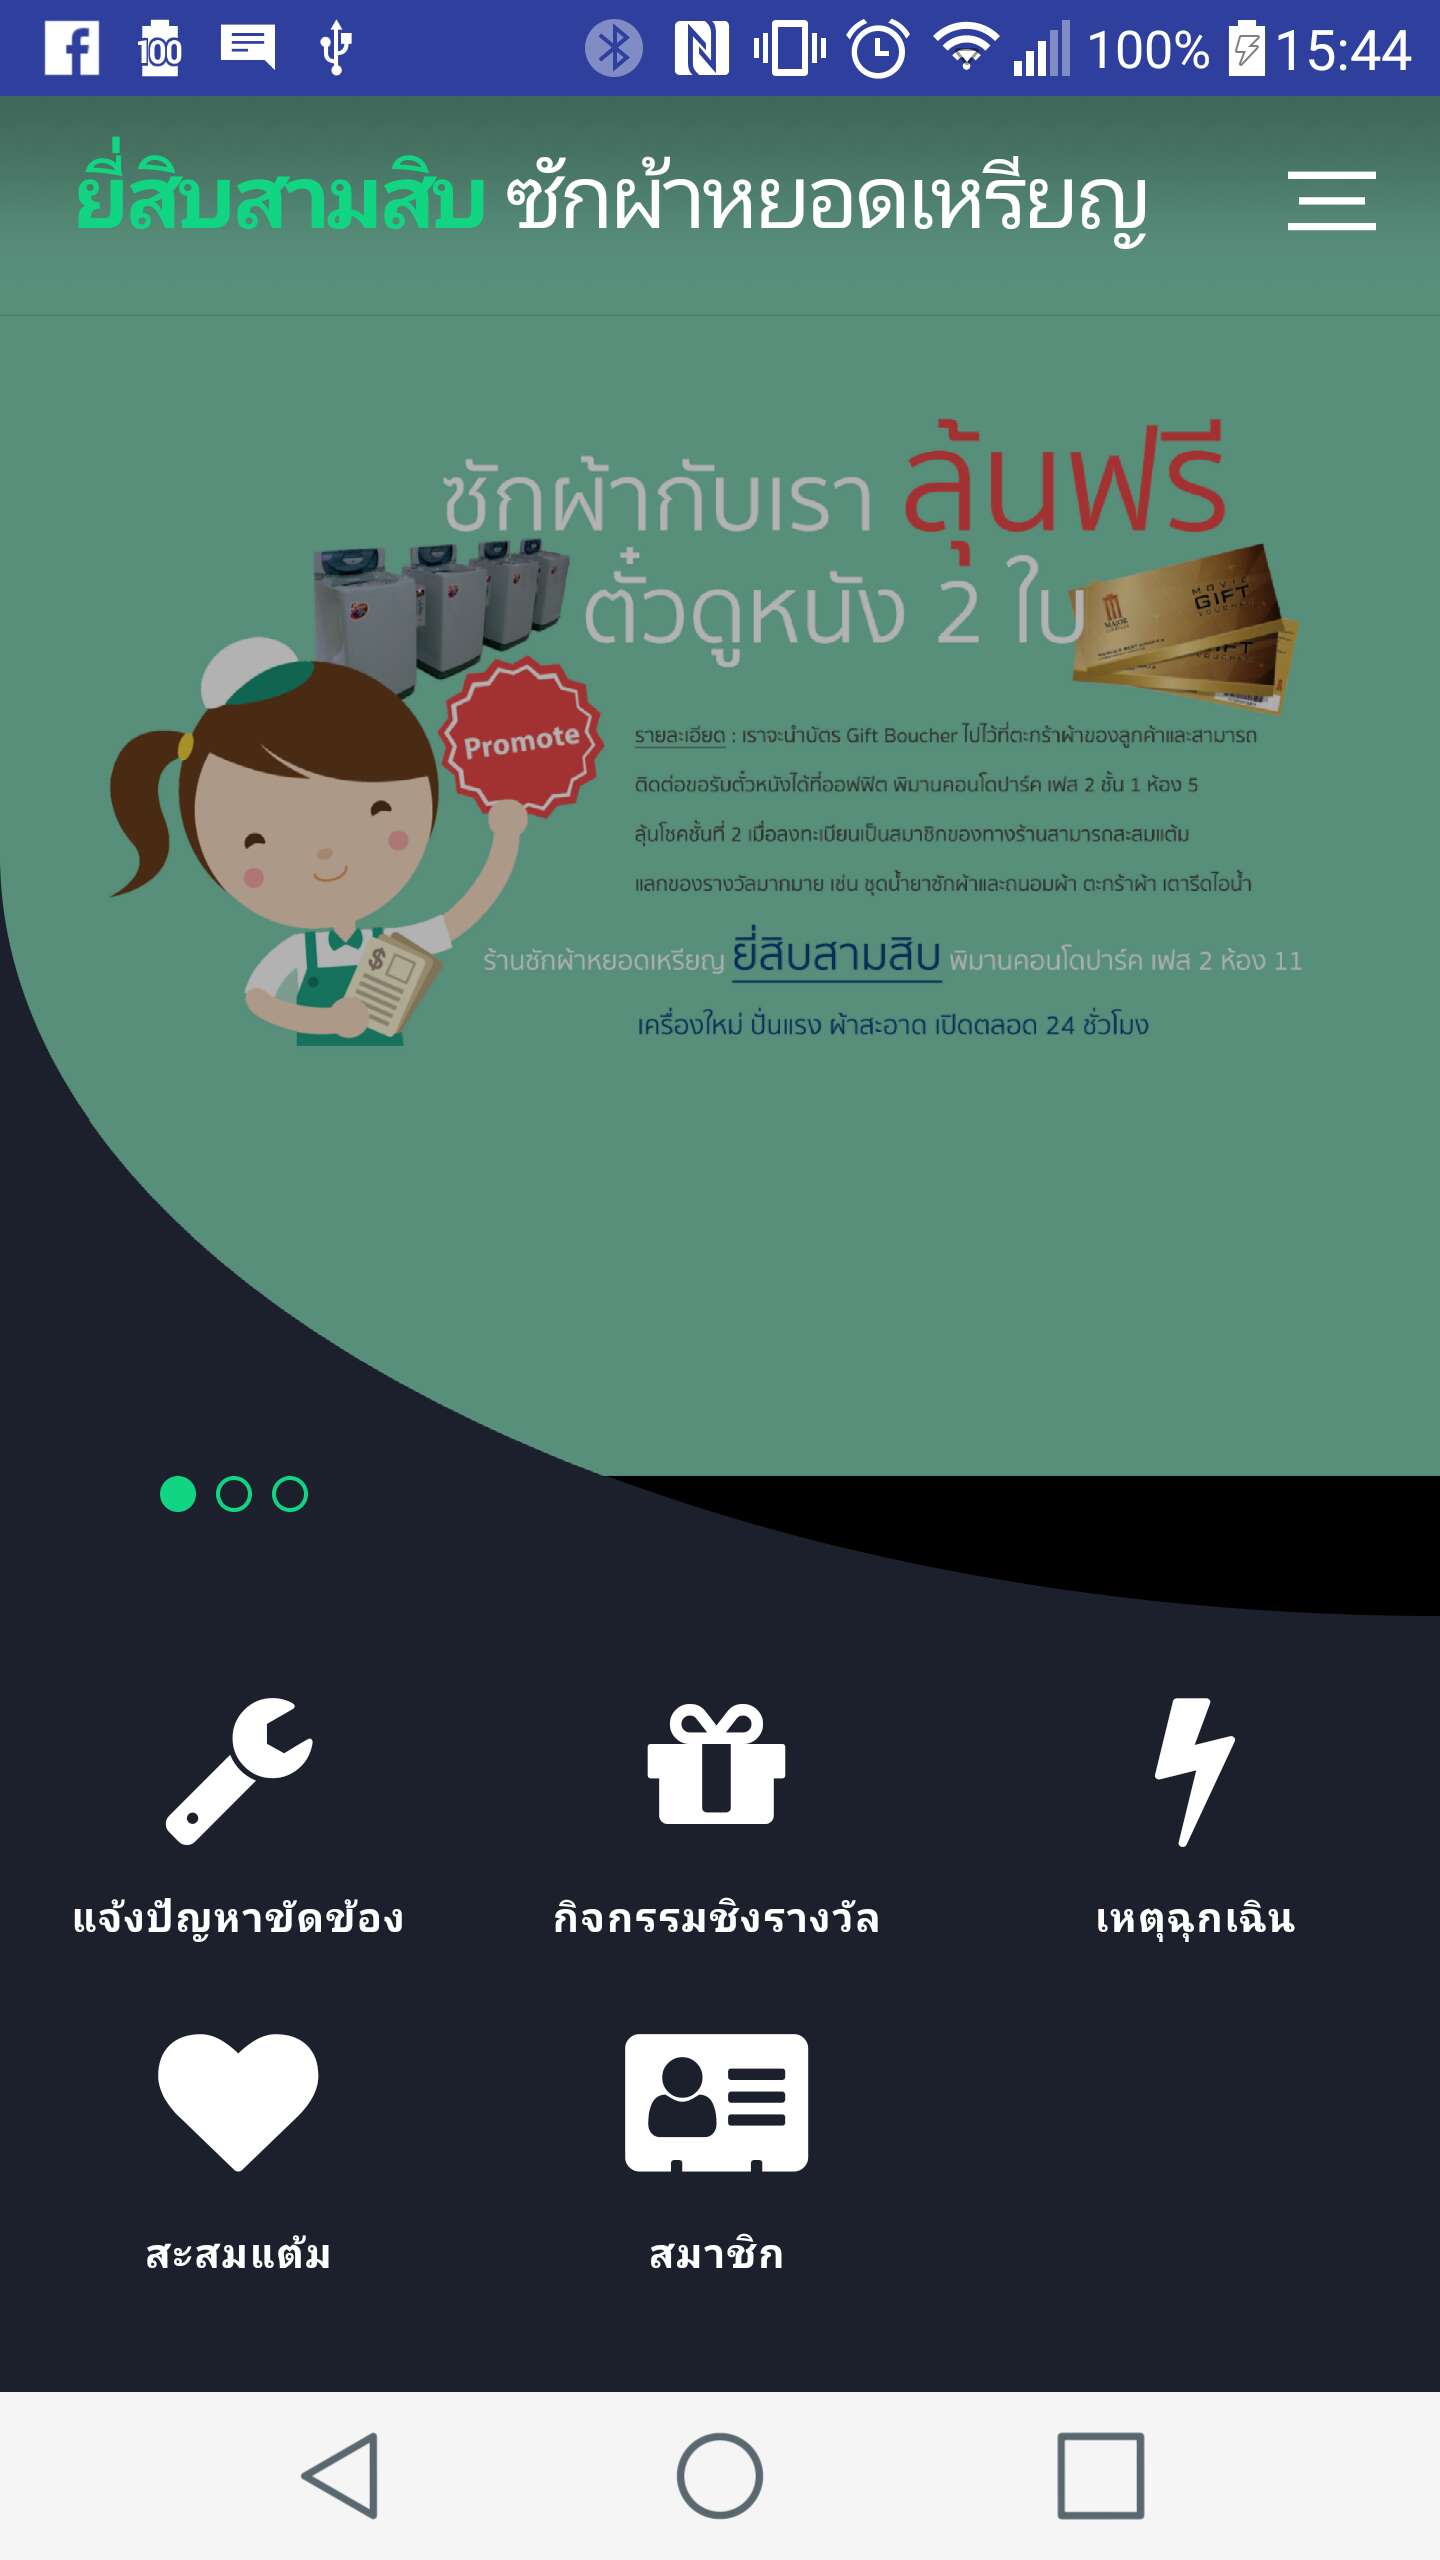 100
100% 15:44
ยี่สิบสามสิบ ซักผ้าหยอดเหรียญ
ซักผ้ากับเรา ลุ้นฟรี
ตั๋วดูหนัง 2 ใบ
MOVIE
GIFT
VOUCHER
MAJOR
Promote
รายละเอียด : เราจะนำบัตร Gift Boucher ไปไว้ที่ตะกร้าผ้าของลูกค้าและสามารถ
ติดต่อขอรับตั๋วหนังได้ที่ออฟฟิต พิมานคอนโดปาร์ค เฟส 2 ชั้น 1 ห้อง 5
ลุ้นโชคชั้นที่ 2 เมื่อลงทะเบียนเป็นสมาชิกของทางร้านสามารถสะสมแต้ม
แลกของรางวัลมากมาย เช่น ชุดน้ำยาซักผ้าและถนอมผ้า ตะกร้าผ้า เตารีดไอน้ำ
ร้านซักผ้าหยอดเหรียญ ยี่สิบสามสิบ พิมานคอนโดปาร์ค เฟส 2 ห้อง 11
เครื่องใหม่ ปั่นแรง ผ้าสะอาด เปิดตลอด 24 ชั่วโมง
แจ้งปัญหาขัดข้อง
กิจกรรมชิงรางวัล
เหตุฉุกเฉิน
สะสมแต้ม
สมาชิก